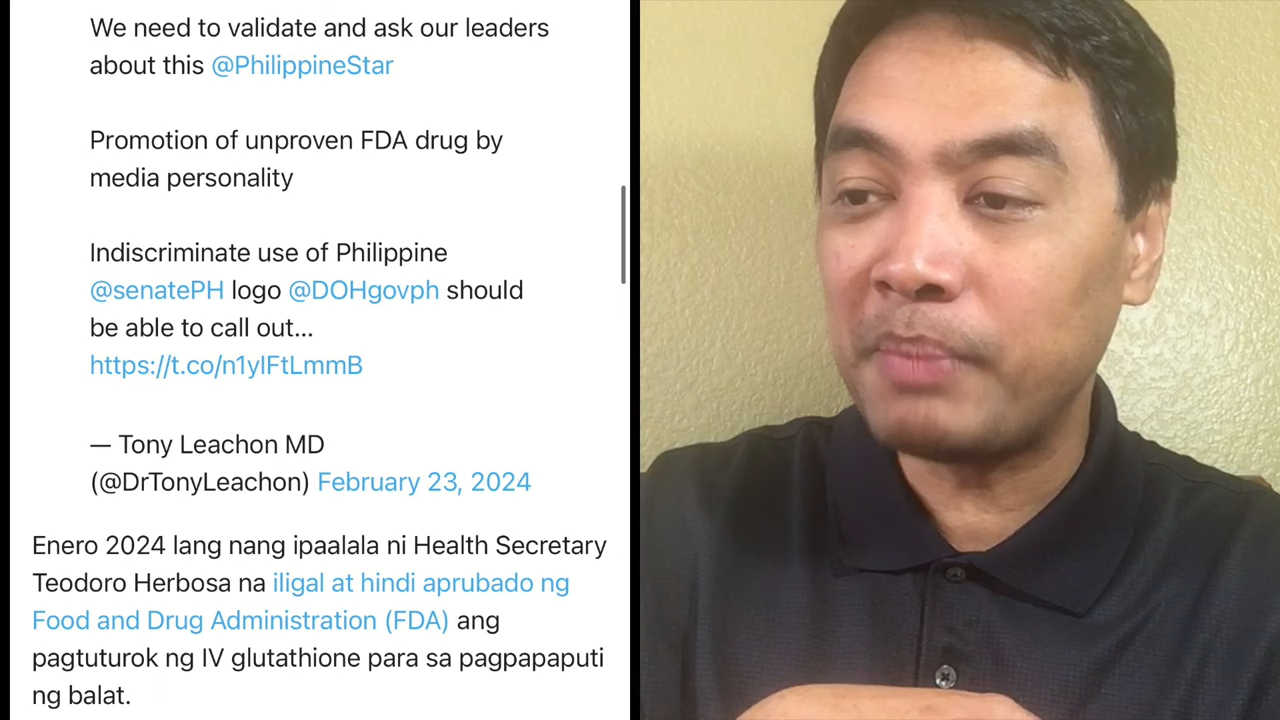 We need to validate and ask our leaders
about this @PhilippineStar
Promotion of unproven FDA drug by
media personality
Indiscriminate use of Philippine
@senatePH logo @DOHgovph should
be able to call out...
https://t.co/n1ylFtLmmB
— Tony Leachon MD
(@DrTonyLeachon) February 23, 2024
Enero 2024 lang nang ipaalala ni Health Secretary
Teodoro Herbosa na iligal at hindi aprubado ng
Food and Drug Administration (FDA) ang
pagtuturok ng IV glutathione para sa pagpapaputi
ng balat.